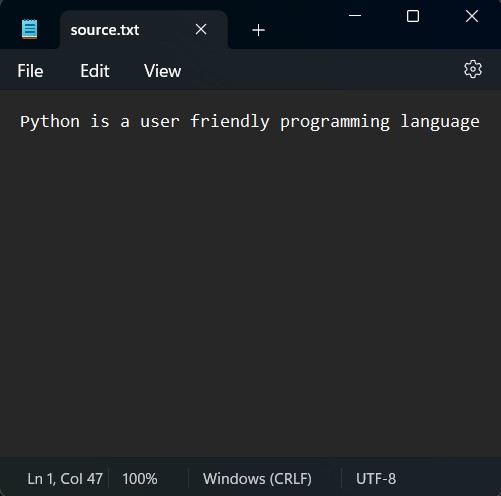 source.txt
File Edit View
Python is a user friendly programming language
Ln 1, Col 47 100% Windows (CRLF) UTF-8